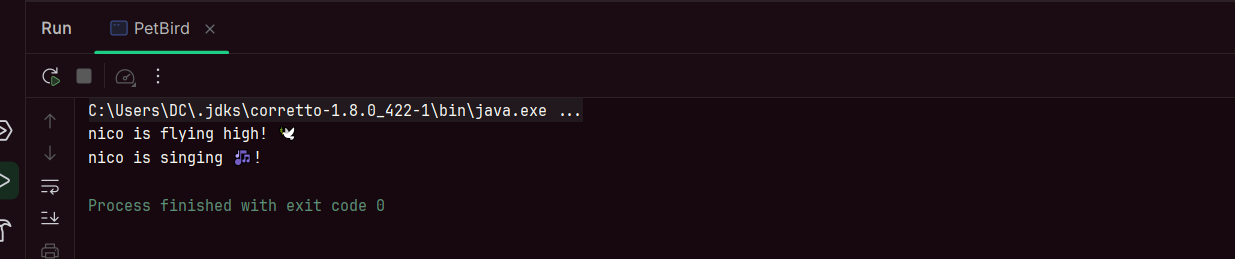 Run PetBird
C:\Users\DC\.jdks\corretto-1.8.0_422-1\bin\java.exe ...
nico is flying high! 🕊
nico is singing 🎶!
Process finished with exit code 0